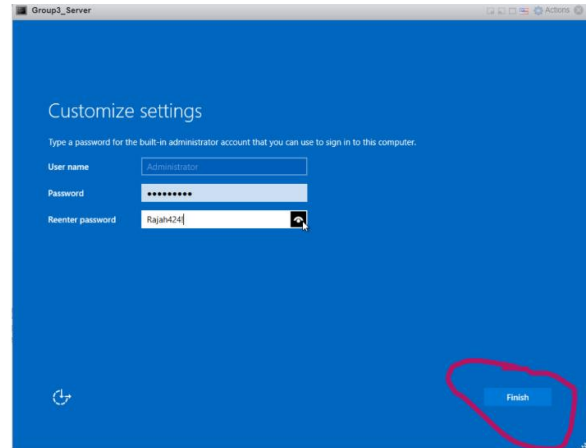 Group3_Server
Actions
Customize settings
Type a password for the built-in administrator account that you can use to sign in to this computer.
User name Administrator
Password •••••••••
Reenter password Rajah424!
Finish